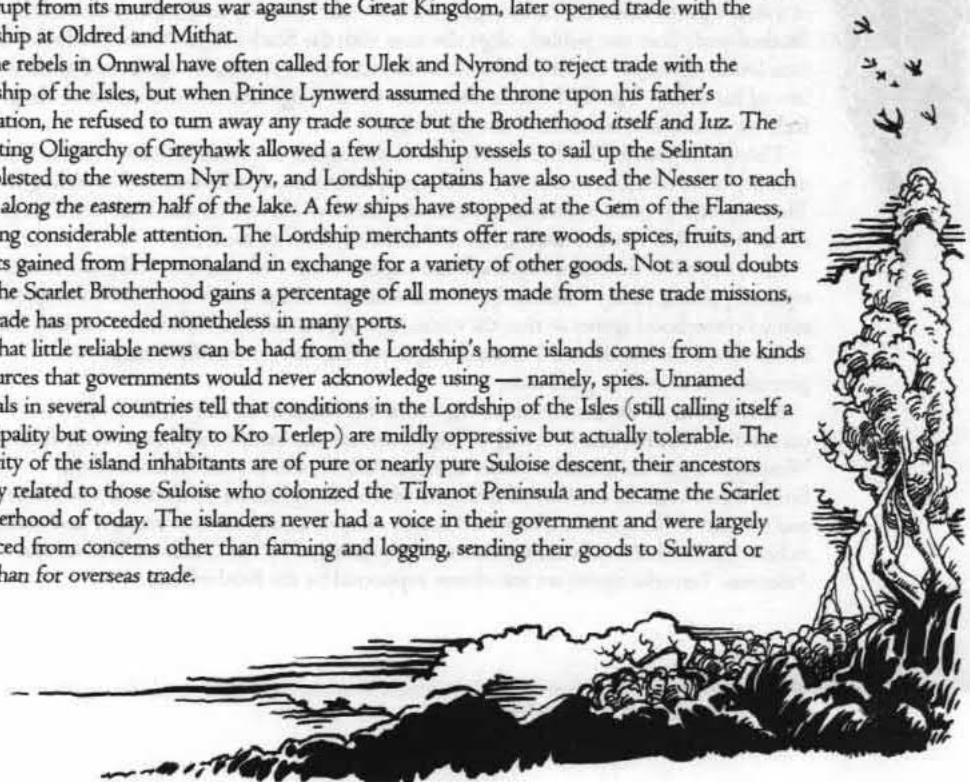 rupt from its murderous war against the Great Kingdom, later opened trade with the
ship at Oldred and Mithat.
ne rebels in Onnwal have often called for Ulek and Nyrond to reject trade with the
ship of the Isles, but when Prince Lynwerd assumed the throne upon his father's
ation, he refused to turn away any trade source but the Brotherhood itself and Iuz. The
ting Oligarchy of Greyhawk allowed a few Lordship vessels to sail up the Selintan
olested to the western Nyr Dyv, and Lordship captains have also used the Nesser to reach
along the eastern half of the lake. A few ships have stopped at the Gem of the Flanaess,
ng considerable attention. The Lordship merchants offer rare woods, spices, fruits, and art
ts gained from Hepmonaland in exchange for a variety of other goods. Not a soul doubts
he Scarlet Brotherhood gains a percentage of all moneys made from these trade missions,
ade has proceeded nonetheless in many ports.
hat little reliable news can be had from the Lordship's home islands comes from the kinds
urces that governments would never acknowledge using — namely, spies. Unnamed
als in several countries tell that conditions in the Lordship of the Isles (still calling itself a
ipality but owing fealty to Kro Terlep) are mildly oppressive but actually tolerable. The
ity of the island inhabitants are of pure or nearly pure Suloise descent, their ancestors
y related to those Suloise who colonized the Tilvanot Peninsula and became the Scarlet
erhood of today. The islanders never had a voice in their government and were largely
ced from concerns other than farming and logging, sending their goods to Sulward or
han for overseas trade.